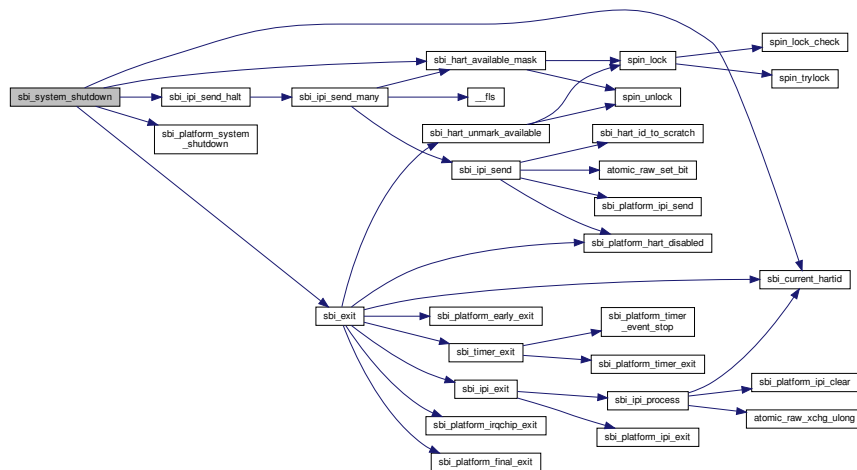 sbi_system_shutdown
sbi_ipi_send_halt
sbi_platform_system
_shutdown
sbi_ipi_send_many
sbi_hart_available_mask
__fls
sbi_hart_unmark_available
sbi_ipi_send
spin_lock
spin_unlock
spin_lock_check
spin_trylock
sbi_hart_id_to_scratch
atomic_raw_set_bit
sbi_platform_ipi_send
sbi_platform_hart_disabled
sbi_current_hartid
sbi_exit
sbi_platform_early_exit
sbi_timer_exit
sbi_platform_timer
_event_stop
sbi_platform_timer_exit
sbi_ipi_exit
sbi_ipi_process
sbi_platform_ipi_clear
atomic_raw_xchg_ulong
sbi_platform_irqchip_exit
sbi_platform_ipi_exit
sbi_platform_final_exit